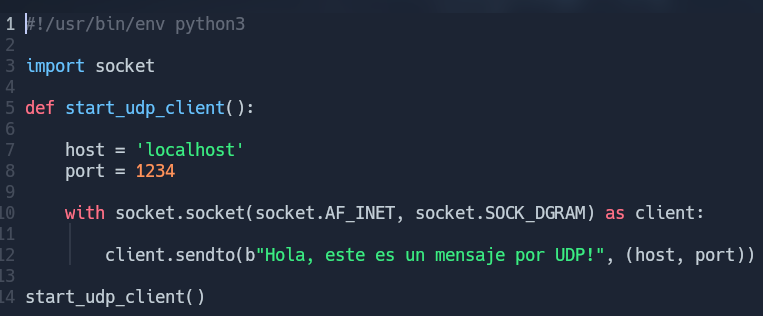 1 #!/usr/bin/env python3
2
3 import socket
4
5 def start_udp_client():
6
7     host = 'localhost'
8     port = 1234
9
10     with socket.socket(socket.AF_INET, socket.SOCK_DGRAM) as client:
11
12         client.sendto(b"Hola, este es un mensaje por UDP!", (host, port))
13
14 start_udp_client()